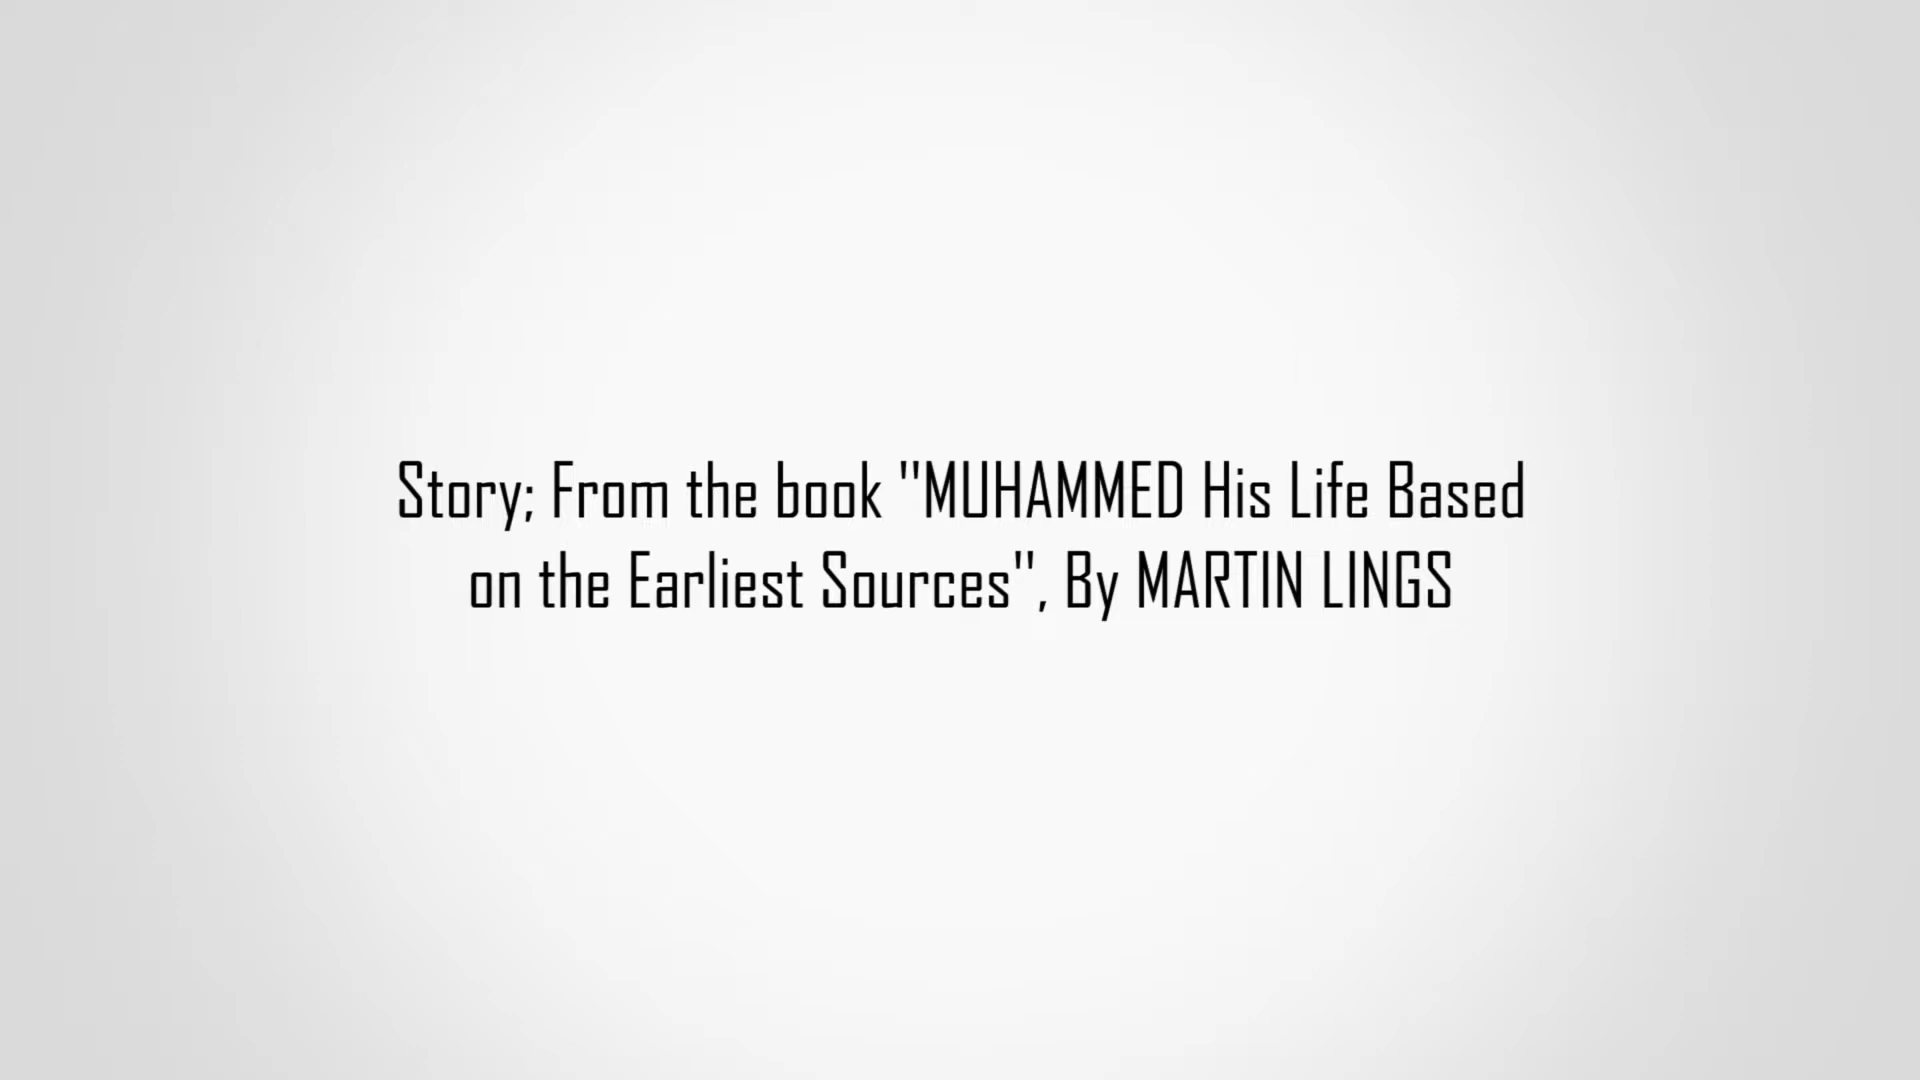 Story; From the book "MUHAMMED His Life Based
on the Earliest Sources", By MARTIN LINGS